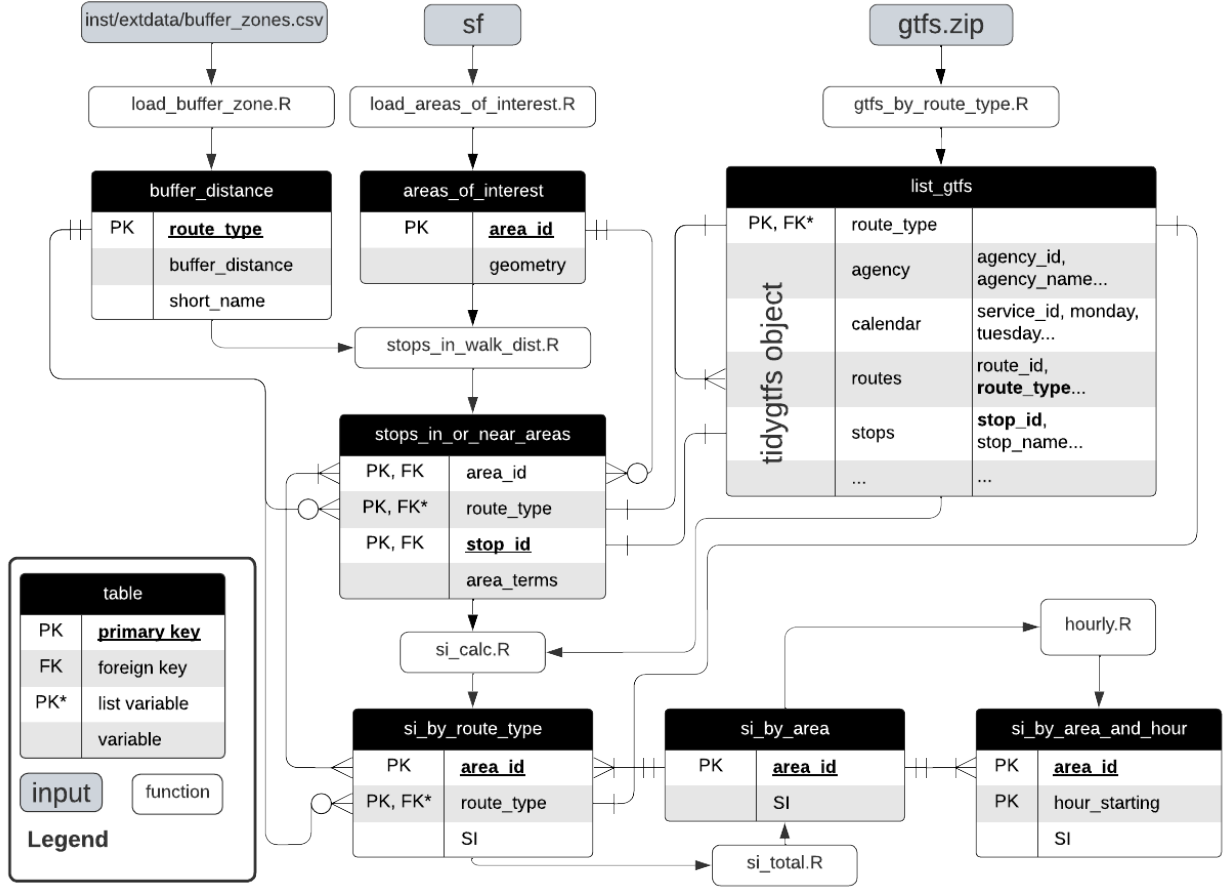 inst/extdata/buffer_zones.csv
sf
gtfs.zip
load_buffer_zone.R
load_areas_of_interest.R
gtfs_by_route_type.R
buffer_distance
PK route_type
buffer_distance
short_name
areas_of_interest
PK area_id
geometry
list_gtfs
PK, FK* route_type
tidygtfs object
agency agency_id,
agency_name...
calendar service_id, monday,
tuesday...
routes route_id,
route_type...
stops stop_id,
stop_name...
... ...
stops_in_walk_dist.R
stops_in_or_near_areas
PK, FK area_id
PK, FK* route_type
PK, FK stop_id
area_terms
si_calc.R
hourly.R
si_by_route_type
PK area_id
PK, FK* route_type
SI
si_by_area
PK area_id
SI
si_by_area_and_hour
PK area_id
PK hour_starting
SI
si_total.R
table
PK primary key
FK foreign key
PK* list variable
variable
input
function
Legend